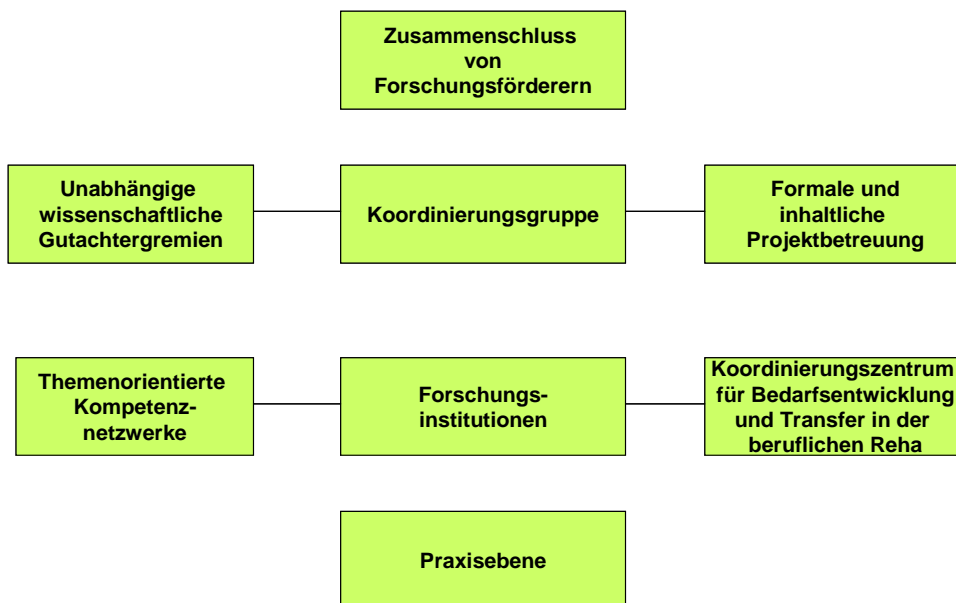 Zusammenschluss
von
Forschungsförderern
Unabhängige
wissenschaftliche
Gutachtergremien
Koordinierungsgruppe
Formale und
inhaltliche
Projektbetreuung
Themenorientierte
Kompetenz-
netzwerke
Forschungs-
institutionen
Koordinierungszentrum
für Bedarfsentwicklung
und Transfer in der
beruflichen Reha
Praxisebene